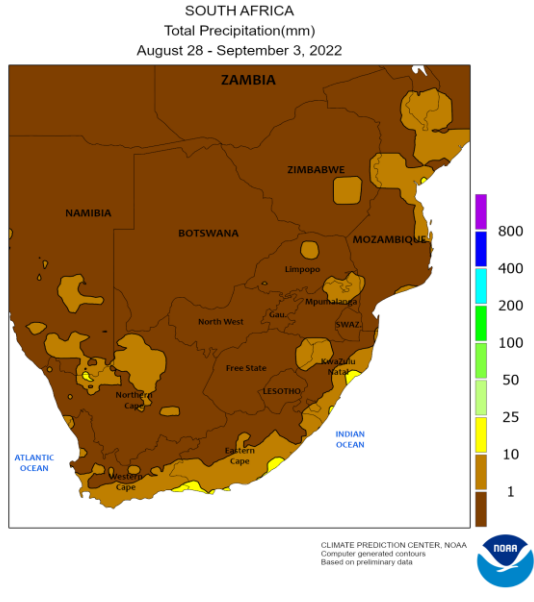 SOUTH AFRICA
Total Precipitation(mm)
August 28 - September 3, 2022
ZAMBIA
ZIMBABWE
NAMIBIA
BOTSWANA
MOZAMBIQUE
Limpopo
Mpumalanga
North West
Gau.
SWAZ.
Free State
KwaZulu
Natal
LESOTHO
Northern
Cape
Eastern
Cape
Western
Cape
ATLANTIC
OCEAN
INDIAN
OCEAN
800
400
200
100
50
25
10
1
CLIMATE PREDICTION CENTER, NOAA
Computer generated contours
Based on preliminary data
NOAA